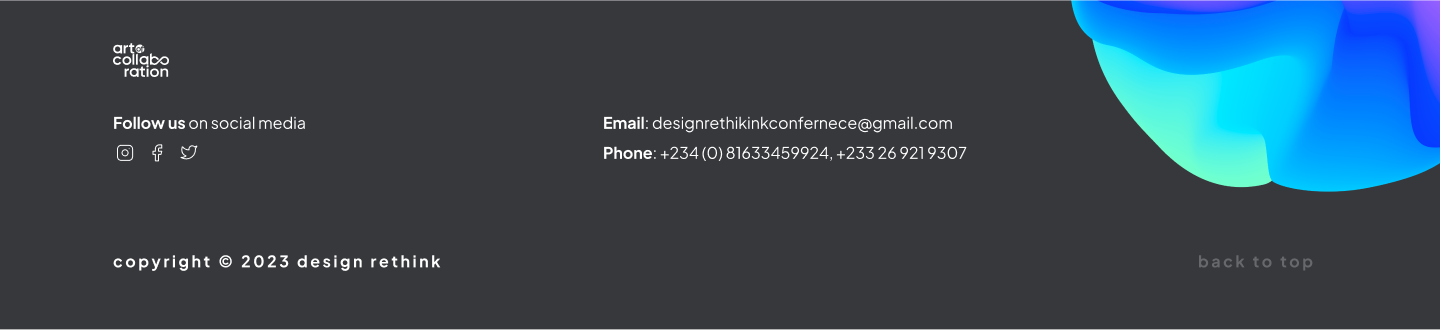 art&
collabo
ration
Follow us on social media
Email: designrethikinkconfernece@gmail.com
Phone: +234 (0) 81633459924, +233 26 921 9307
copyright © 2023 design rethink
back to top